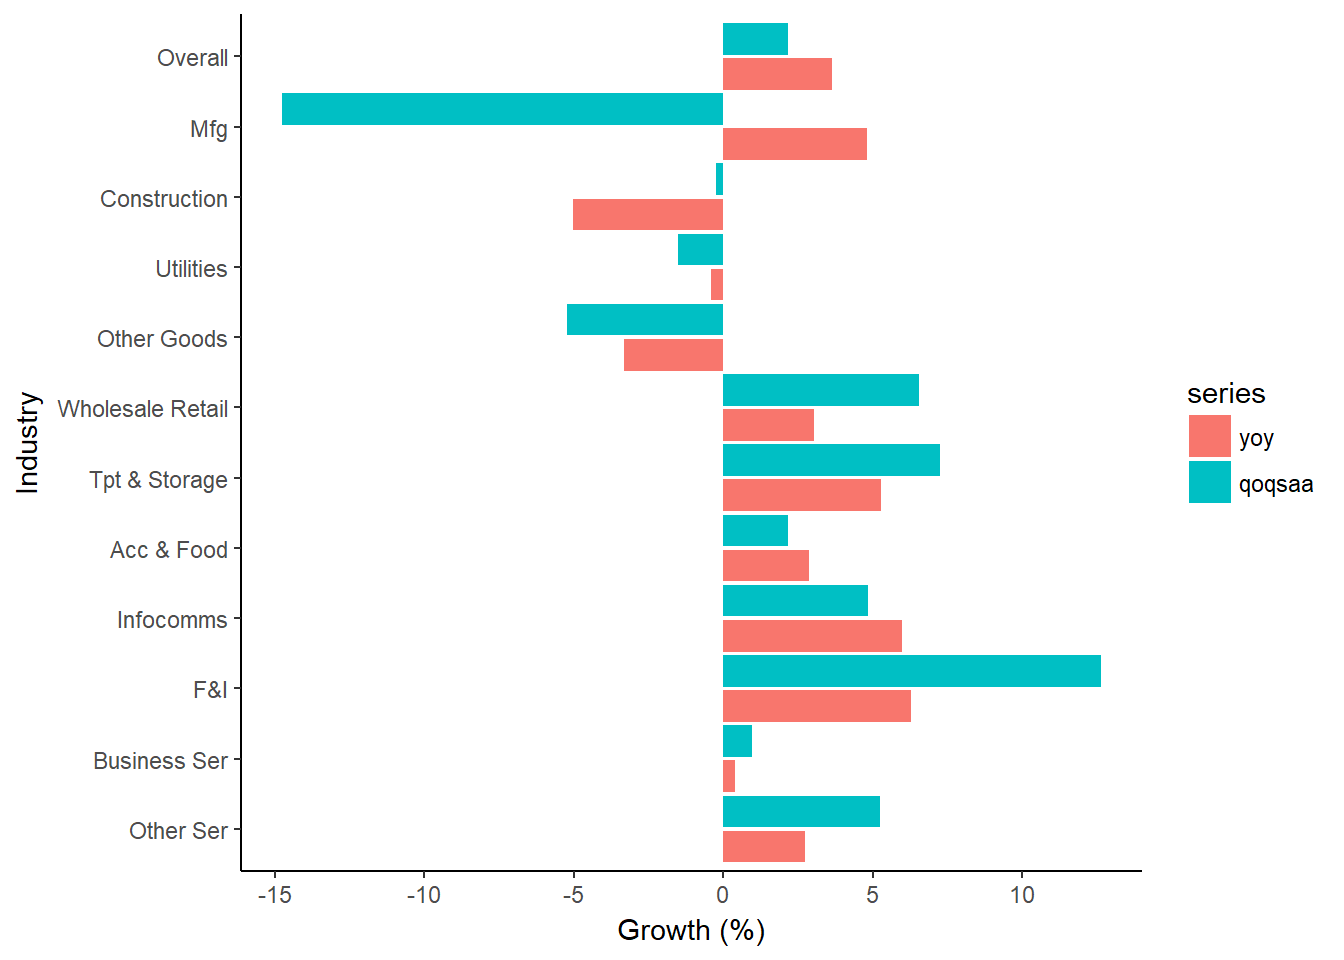 Overall
Mfg
Construction
Utilities
Other Goods
Wholesale Retail
Tpt & Storage
Acc & Food
Infocomms
F&I
Business Ser
Other Ser
Industry
-15 -10 -5 0 5 10
Growth (%)
series
yoy
qoqsaa